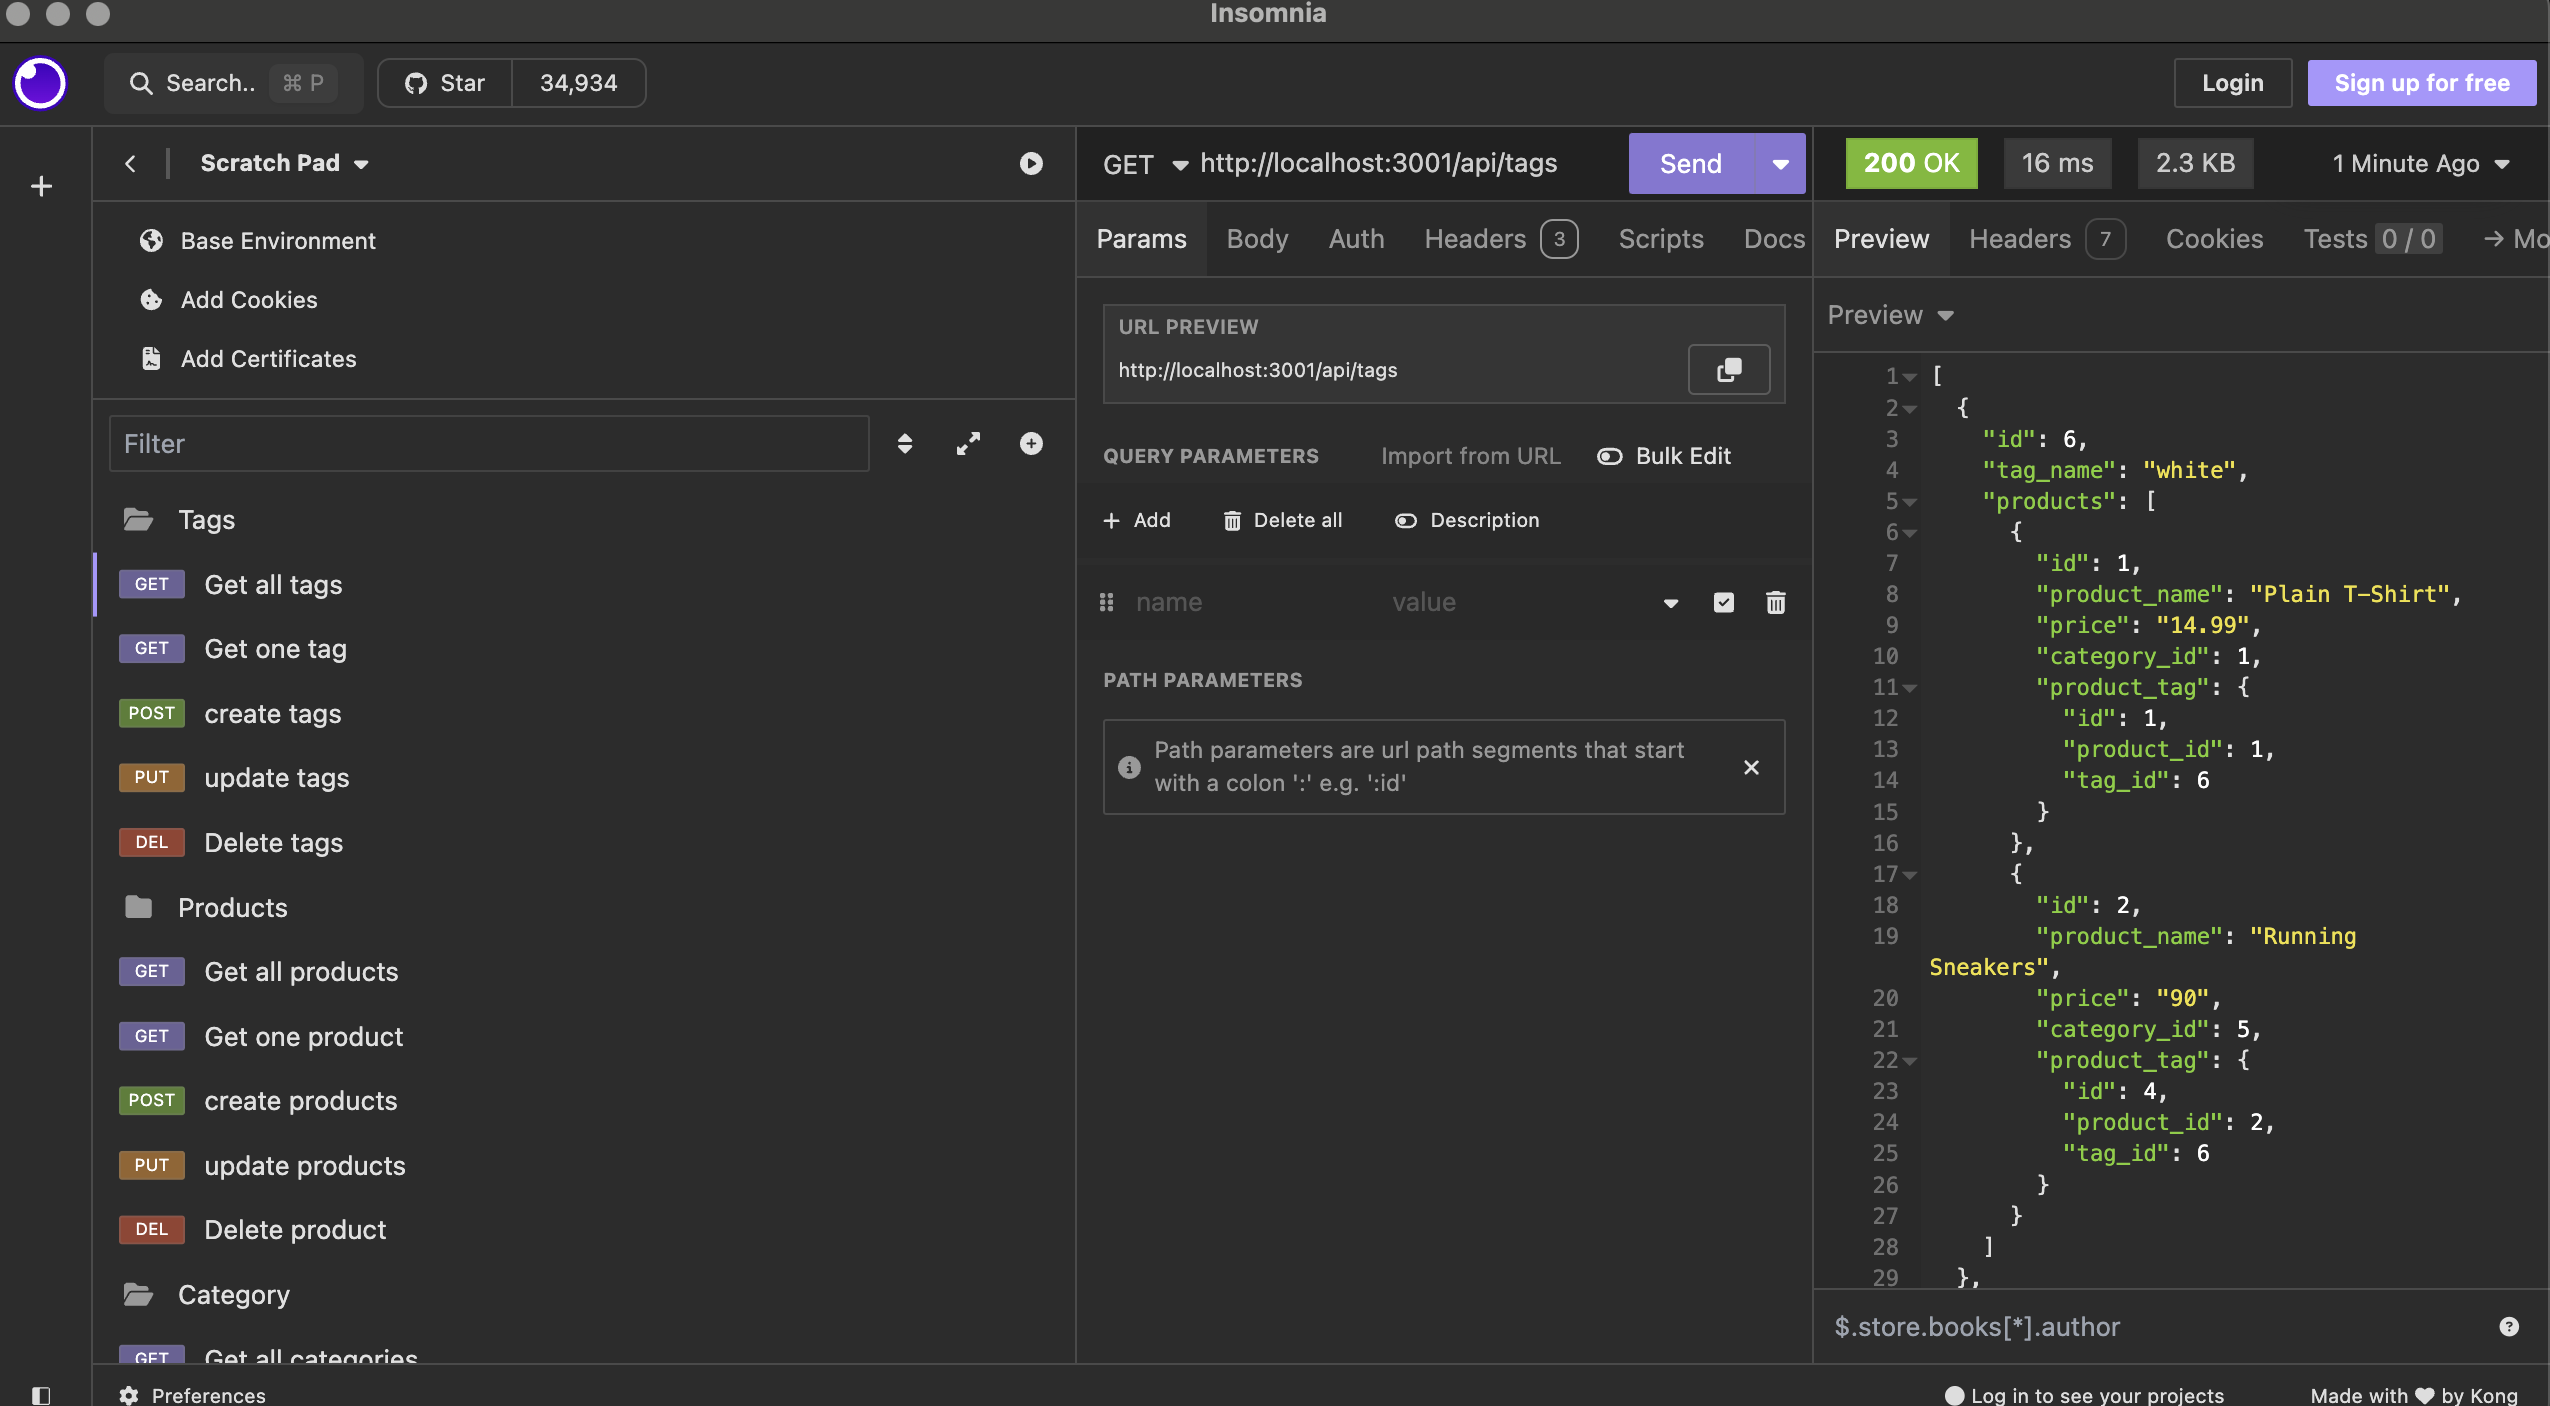 Insomnia
Search.. ⌘ P
Star 34,934
Login
Sign up for free
Scratch Pad
Base Environment
Add Cookies
Add Certificates
Filter
Tags
GET Get all tags
GET Get one tag
POST create tags
PUT update tags
DEL Delete tags
Products
GET Get all products
GET Get one product
POST create products
PUT update products
DEL Delete product
Category
GET Get all categories
Preferences
GET http://localhost:3001/api/tags
Send
Params Body Auth Headers 3 Scripts Docs
URL PREVIEW
http://localhost:3001/api/tags
QUERY PARAMETERS Import from URL Bulk Edit
+ Add Delete all Description
name value
PATH PARAMETERS
Path parameters are url path segments that start
with a colon ':' e.g. ':id'
200 OK 16 ms 2.3 KB 1 Minute Ago
Preview Headers 7 Cookies Tests 0 / 0 → Mo
Preview
1 [
2 {
3 "id": 6,
4 "tag_name": "white",
5 "products": [
6 {
7 "id": 1,
8 "product_name": "Plain T-Shirt",
9 "price": "14.99",
10 "category_id": 1,
11 "product_tag": {
12 "id": 1,
13 "product_id": 1,
14 "tag_id": 6
15 }
16 },
17 {
18 "id": 2,
19 "product_name": "Running
Sneakers",
20 "price": "90",
21 "category_id": 5,
22 "product_tag": {
23 "id": 4,
24 "product_id": 2,
25 "tag_id": 6
26 }
27 }
28 ]
29 },
$.store.books[*].author
Log in to see your projects
Made with ♥ by Kong